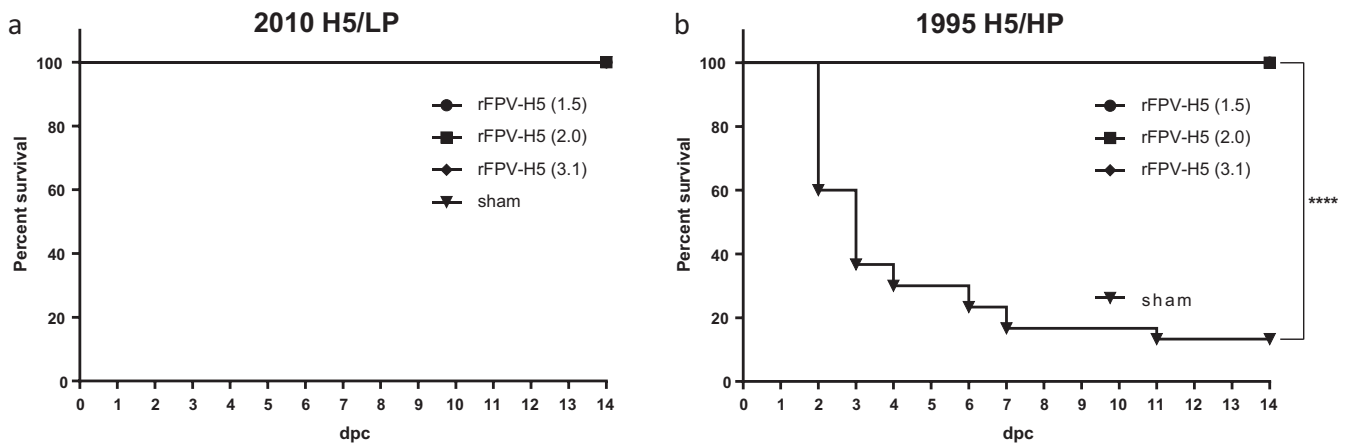 a
2010 H5/LP
Percent survival
100
80
60
40
20
0
rFPV-H5 (1.5)
rFPV-H5 (2.0)
rFPV-H5 (3.1)
sham
0 1 2 3 4 5 6 7 8 9 10 11 12 13 14
dpc
b
1995 H5/HP
Percent survival
100
80
60
40
20
0
rFPV-H5 (1.5)
rFPV-H5 (2.0)
rFPV-H5 (3.1)
****
sham
0 1 2 3 4 5 6 7 8 9 10 11 12 13 14
dpc